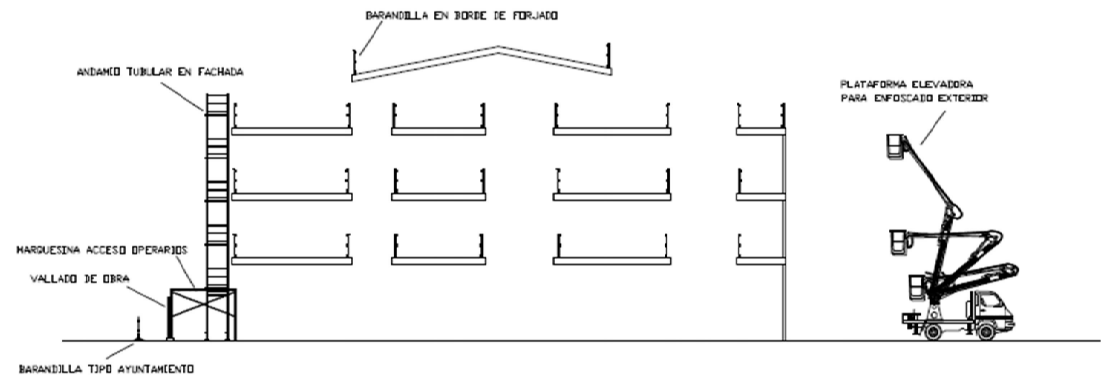 BARANDILLA EN BORDE DE FORJADO
ANDAMIO TUBULAR EN FACHADA
PLATAFORMA ELEVADORA
PARA ENFOSCADO EXTERIOR
MARQUESINA ACCESO OPERARIOS
VALLADO DE OBRA
BARANDILLA TIPO AYUNTAMIENTO